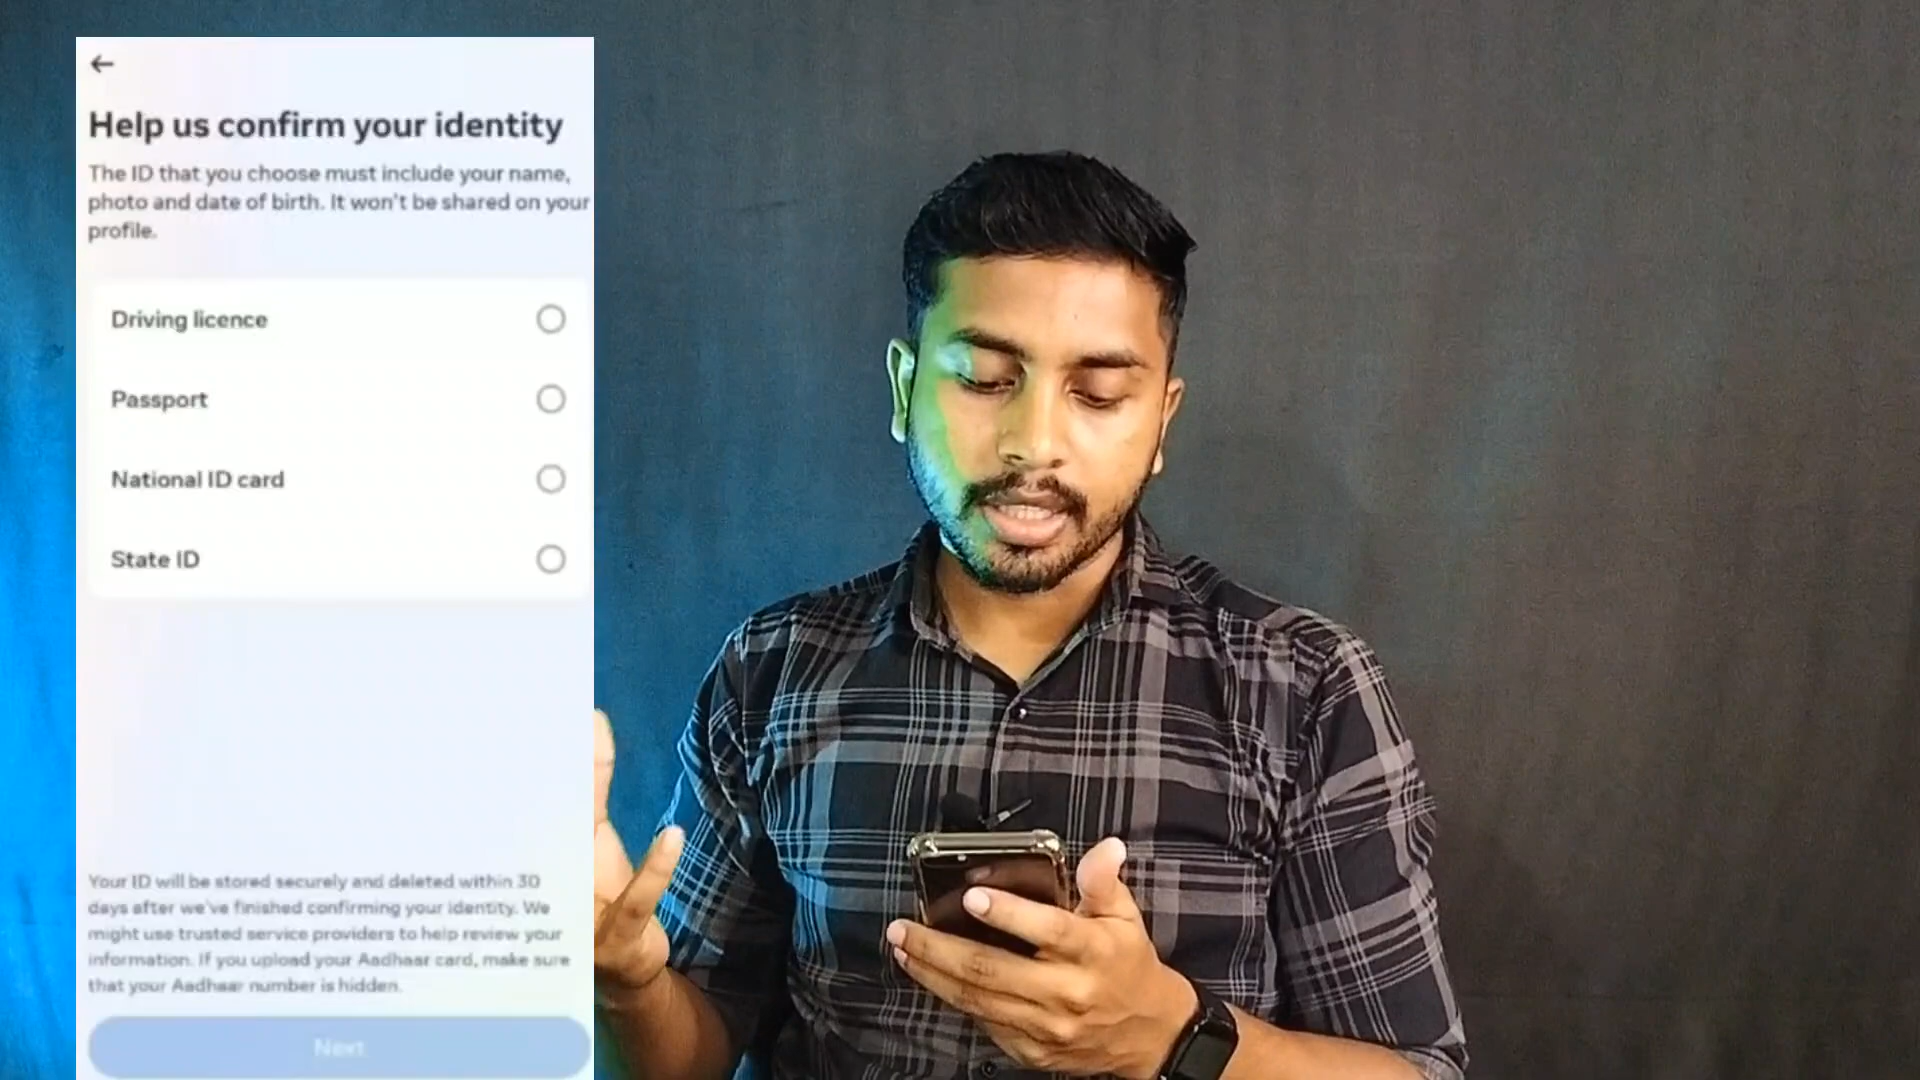 Help us confirm your identity
The ID that you choose must include your name,
photo and date of birth. It won't be shared on your
profile.
Driving licence
Passport
National ID card
State ID
Your ID will be stored securely and deleted within 30
days after we've finished confirming your identity. We
might use trusted service providers to help review your
information. If you upload your Aadhaar card, make sure
that your Aadhaar number is hidden.
Next